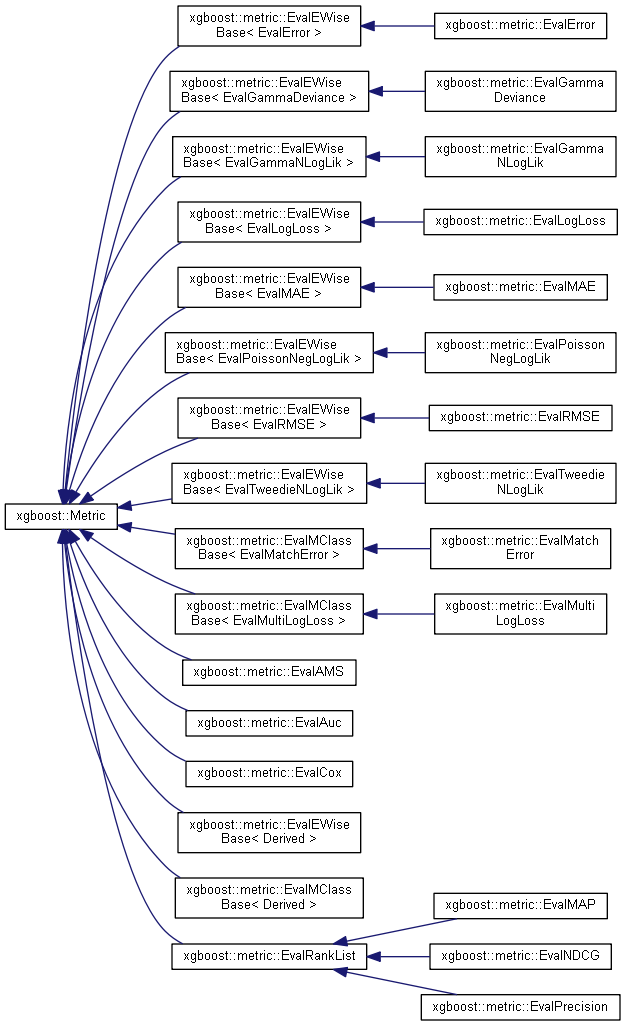 xgboost::metric::EvalEWise
Base< EvalError >
xgboost::metric::EvalError
xgboost::metric::EvalEWise
Base< EvalGammaDeviance >
xgboost::metric::EvalGamma
Deviance
xgboost::metric::EvalEWise
Base< EvalGammaNLogLik >
xgboost::metric::EvalGamma
NLogLik
xgboost::metric::EvalEWise
Base< EvalLogLoss >
xgboost::metric::EvalLogLoss
xgboost::metric::EvalEWise
Base< EvalMAE >
xgboost::metric::EvalMAE
xgboost::metric::EvalEWise
Base< EvalPoissonNegLogLik >
xgboost::metric::EvalPoisson
NegLogLik
xgboost::metric::EvalEWise
Base< EvalRMSE >
xgboost::metric::EvalRMSE
xgboost::metric::EvalEWise
Base< EvalTweedieNLogLik >
xgboost::metric::EvalTweedie
NLogLik
xgboost::Metric
xgboost::metric::EvalMClass
Base< EvalMatchError >
xgboost::metric::EvalMatch
Error
xgboost::metric::EvalMClass
Base< EvalMultiLogLoss >
xgboost::metric::EvalMulti
LogLoss
xgboost::metric::EvalAMS
xgboost::metric::EvalAuc
xgboost::metric::EvalCox
xgboost::metric::EvalEWise
Base< Derived >
xgboost::metric::EvalMClass
Base< Derived >
xgboost::metric::EvalMAP
xgboost::metric::EvalRankList
xgboost::metric::EvalNDCG
xgboost::metric::EvalPrecision